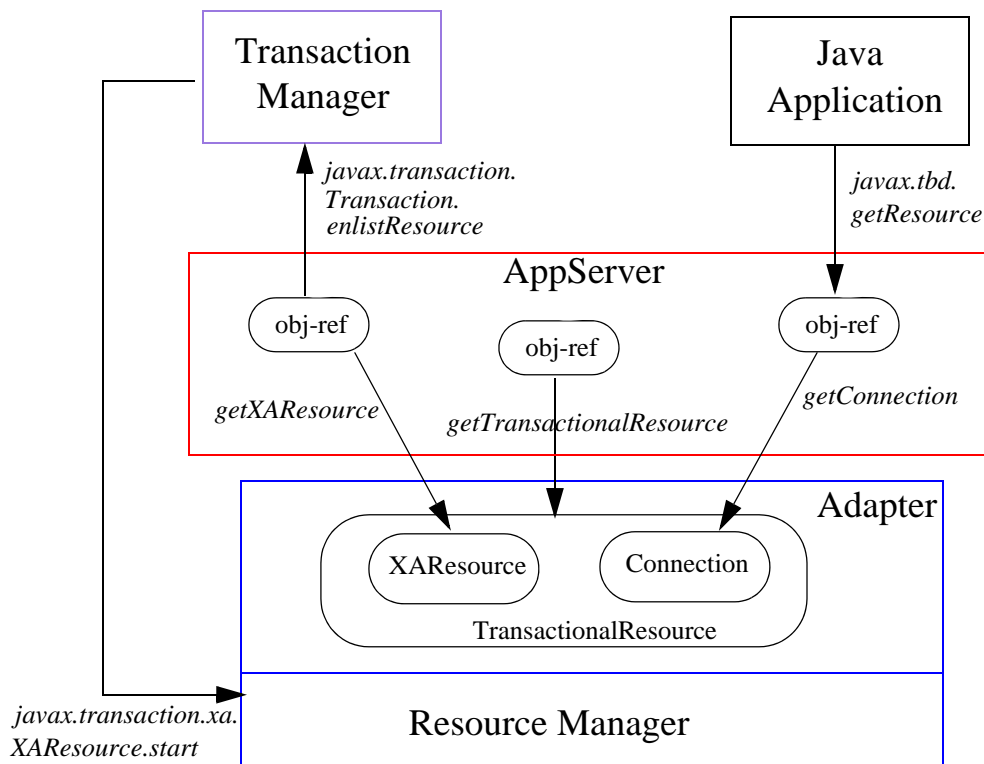 Transaction
Manager
Java
Application
javax.transaction.
Transaction.
enlistResource
javax.tbd.
getResource
AppServer
obj-ref
obj-ref
obj-ref
getXAResource
getTransactionalResource
getConnection
Adapter
XAResource
Connection
TransactionalResource
javax.transaction.xa.
XAResource.start
Resource Manager